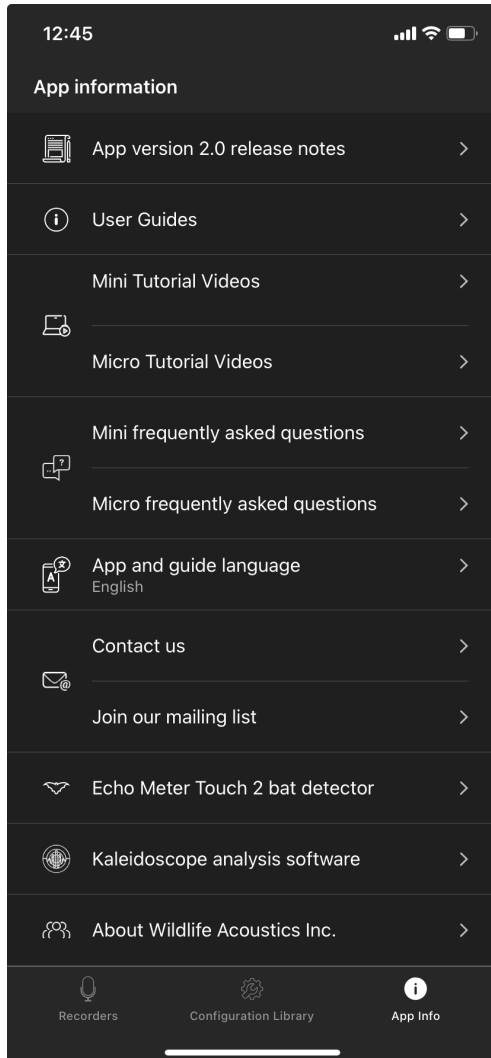 12:45
App information
App version 2.0 release notes
User Guides
Mini Tutorial Videos
Micro Tutorial Videos
Mini frequently asked questions
Micro frequently asked questions
App and guide language
English
Contact us
Join our mailing list
Echo Meter Touch 2 bat detector
Kaleidoscope analysis software
About Wildlife Acoustics Inc.
Recorders
Configuration Library
App Info